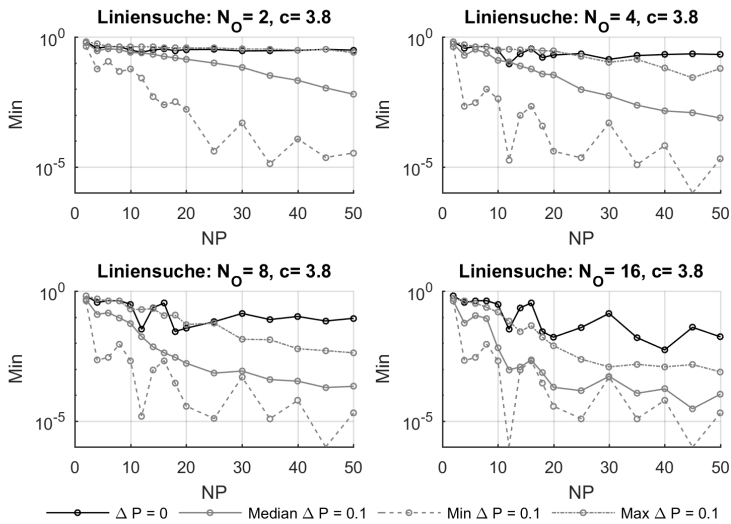 Liniensuche: N_O= 2, c= 3.8
Liniensuche: N_O= 4, c= 3.8
10^0
10^-5
Min
0 10 20 30 40 50
NP
10^0
10^-5
Min
0 10 20 30 40 50
NP
Liniensuche: N_O= 8, c= 3.8
Liniensuche: N_O= 16, c= 3.8
10^0
10^-5
Min
0 10 20 30 40 50
NP
10^0
10^-5
Min
0 10 20 30 40 50
NP
Δ P = 0
Median Δ P = 0.1
Min Δ P = 0.1
Max Δ P = 0.1